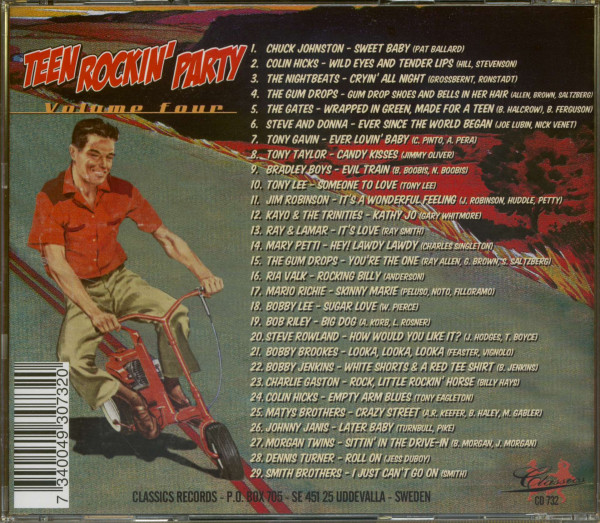 TEEN ROCKIN' PARTY
Volume four
1. CHUCK JOHNSTON - SWEET BABY (PAT BALLARD)
2. COLIN HICKS - WILD EYES AND TENDER LIPS (HILL, STEVENSON)
3. THE NIGHTBEATS - CRYIN' ALL NIGHT (GROSSBERNT, RONSTADT)
4. THE GUM DROPS - GUM DROP SHOES AND BELLS IN HER HAIR (ALLEN, BROWN, SALTZBERG)
5. THE GATES - WRAPPED IN GREEN, MADE FOR A TEEN (B. HALCROW), B. FERGUSON)
6. STEVE AND DONNA - EVER SINCE THE WORLD BEGAN (JOE LUBIN, NICK VENET)
7. TONY GAVIN - EVER LOVIN' BABY (C. PINTO, A. PERA)
8. TONY TAYLOR - CANDY KISSES (JIMMY OLIVER)
9. BRADLEY BOYS - EVIL TRAIN (B. BOOBIS, N. BOOBIS)
10. TONY LEE - SOMEONE TO LOVE (TONY LEE)
11. JIM ROBINSON - IT'S A WONDERFUL FEELING (J. ROBINSON, HUDDLE, PETTY)
12. KAYO & THE TRINITIES - KATHY JO (GARY WHITMORE)
13. RAY & LAMAR - IT'S LOVE (RAY SMITH)
14. MARY PETTI - HEY! LAWDY LAWDY (CHARLES SINGLETON)
15. THE GUM DROPS - YOU'RE THE ONE (RAY ALLEN, G. BROWN, S. SALTZBERG)
16. RIA VALK - ROCKING BILLY (ANDERSON)
17. MARIO RICHIE - SKINNY MARIE (PELUSO, NOTO, FILLORAMO)
18. BOBBY LEE - SUGAR LOVE (W. PIERCE)
19. BOB RILEY - BIG DOG (A. KORB, L. ROSNER)
20. STEVE ROWLAND - HOW WOULD YOU LIKE IT? (J. HODGES, T. BOYCE)
21. BOBBY BROOKES - LOOKA, LOOKA, LOOKA (FEASTER, VIGNOLO)
22. BOBBY JENKINS - WHITE SHORTS & A RED TEE SHIRT (B. JENKINS)
23. CHARLIE GASTON - ROCK, LITTLE ROCKIN' HORSE (BILLY HAYS)
24. COLIN HICKS - EMPTY ARM BLUES (TONY EAGLETON)
25. MATYS BROTHERS - CRAZY STREET (A.R. KEEFER, B. HALEY, M. GABLER)
26. JOHNNY JANIS - LATER BABY (TURNBULL, PIKE)
27. MORGAN TWINS - SITTIN' IN THE DRIVE-IN (B. MORGAN, J. MORGAN)
28. DENNIS TURNER - ROLL ON (JESS DUBOY)
29. SMITH BROTHERS - I JUST CAN'T GO ON (SMITH)
7 340049 307320
CLASSICS RECORDS - P.O. BOX 705 - SE 451 25 UDDEVALLA - SWEDEN
Classics
CD 732